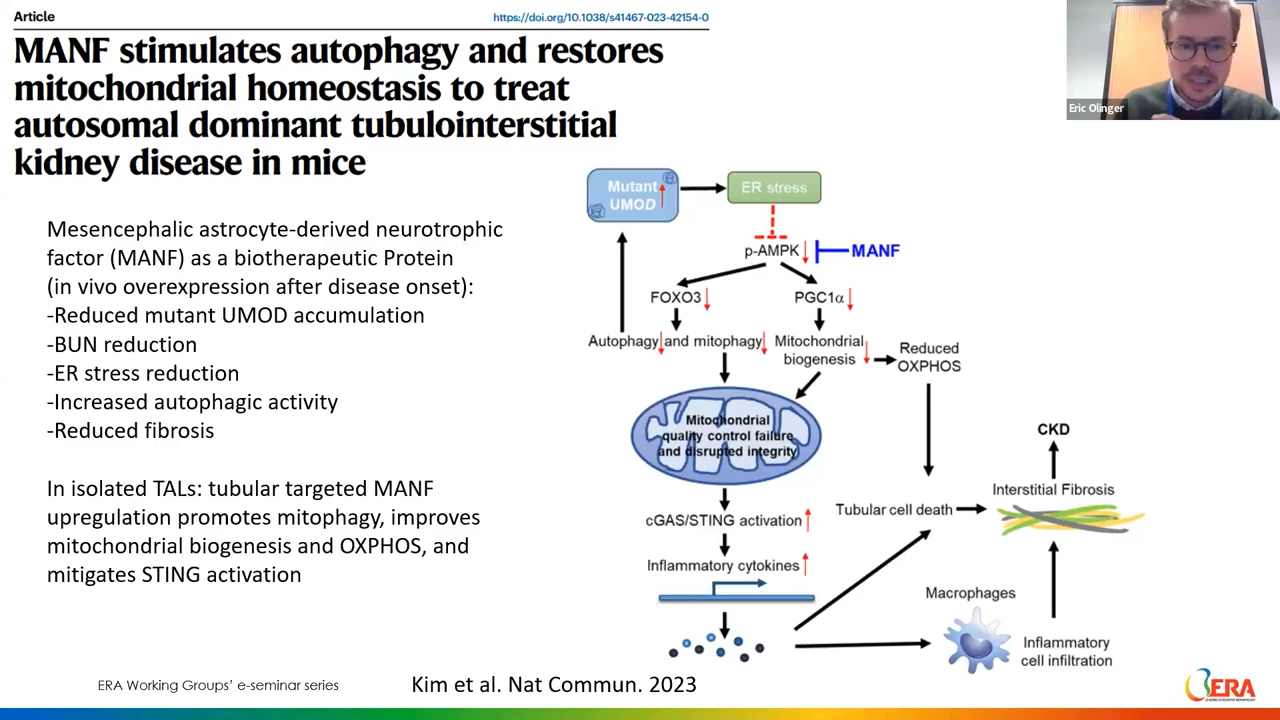 Article
https://doi.org/10.1038/s41467-023-42154-0
MANF stimulates autophagy and restores
mitochondrial homeostasis to treat
autosomal dominant tubulointerstitial
kidney disease in mice
Eric Olinger
Mesencephalic astrocyte-derived neurotrophic
factor (MANF) as a biotherapeutic Protein
(in vivo overexpression after disease onset):
-Reduced mutant UMOD accumulation
-BUN reduction
-ER stress reduction
-Increased autophagic activity
-Reduced fibrosis
In isolated TALs: tubular targeted MANF
upregulation promotes mitophagy, improves
mitochondrial biogenesis and OXPHOS, and
mitigates STING activation
Mutant
UMOD
ER stress
p-AMPK
MANF
FOXO3
PGC1α
Autophagy and mitophagy
Mitochondrial
biogenesis
Reduced
OXPHOS
Mitochondrial
quality control failure
and disrupted integrity
CKD
Interstitial Fibrosis
Tubular cell death
cGAS/STING activation
Inflammatory cytokines
Macrophages
Inflammatory
cell infiltration
ERA Working Groups' e-seminar series
Kim et al. Nat Commun. 2023
ERA
LEADING EUROPEAN NEPHROLOGY